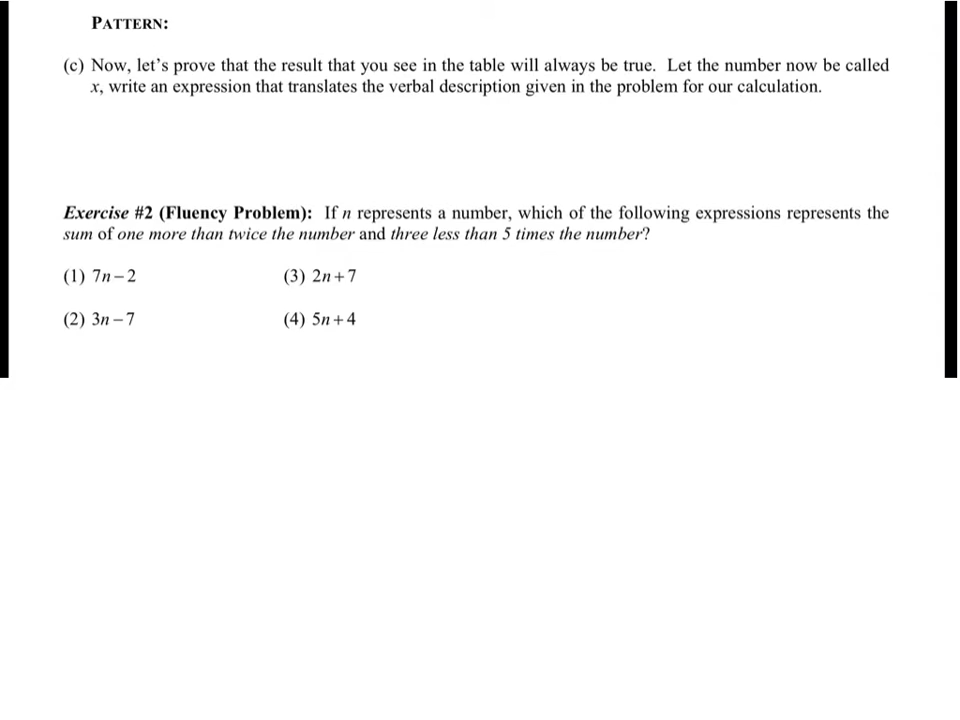 PATTERN:
(c) Now, let's prove that the result that you see in the table will always be true. Let the number now be called
x, write an expression that translates the verbal description given in the problem for our calculation.
Exercise #2 (Fluency Problem): If n represents a number, which of the following expressions represents the
sum of one more than twice the number and three less than 5 times the number?
(1) 7n−2 (3) 2n+7
(2) 3n−7 (4) 5n+4